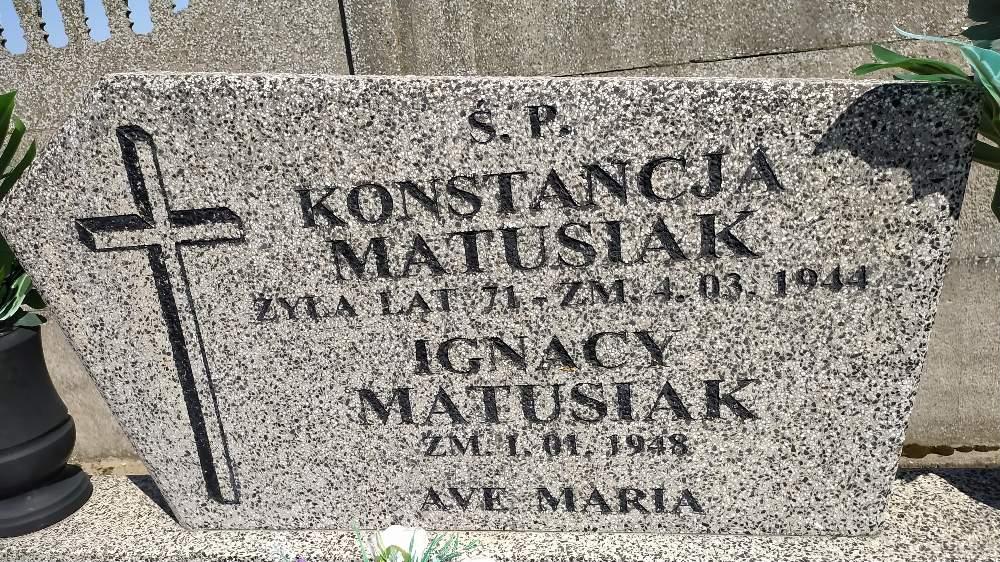 Ś. P.
KONSTANCJA
MATUSIAK
ŻYŁA LAT 71 - ZM. 4. 03. 1944
IGNACY
MATUSIAK
ZM. 1. 01. 1948
AVE MARIA